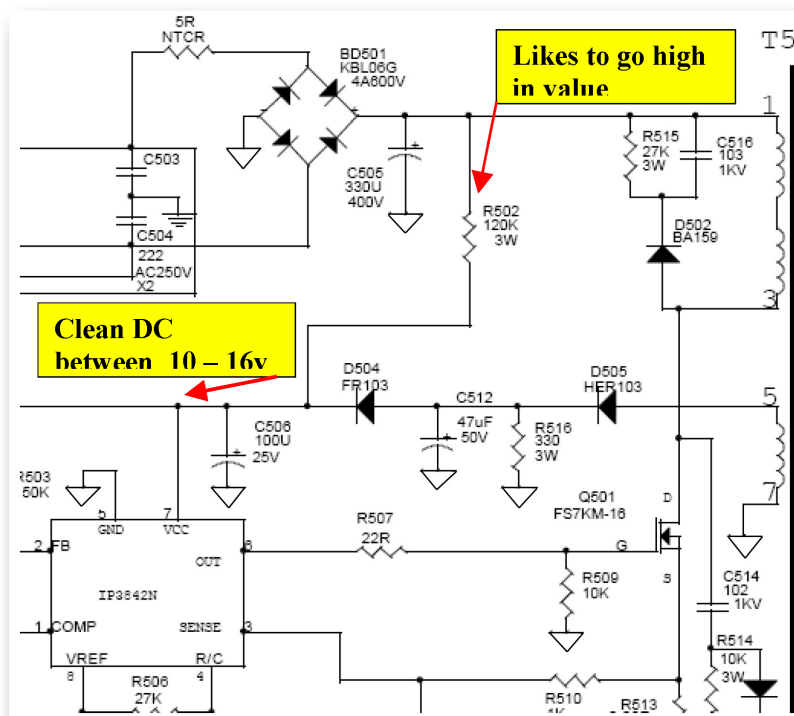 5R
NTCR
BD501
KBL06G
4A600V
Likes to go high
in value
T5
1
C503
C504
222
AC250V
X2
C505
330U
400V
R502
120K
3W
R515
27K
3W
C516
103
1KV
D502
BA159
3
Clean DC
between 10 – 16v
D504
FR103
C512
47uF
50V
D505
HER103
5
C506
100U
25V
R516
330
3W
R503
50K
7
5
GND
7
VCC
R507
22R
Q501
FS7KM-16
D
G
S
2
FB
OUT
6
IP3842N
R509
10K
C514
102
1KV
1
COMP
SENSE
3
VREF
R/C
8
4
R506
27K
R510
1K
R513
R514
10K
3W